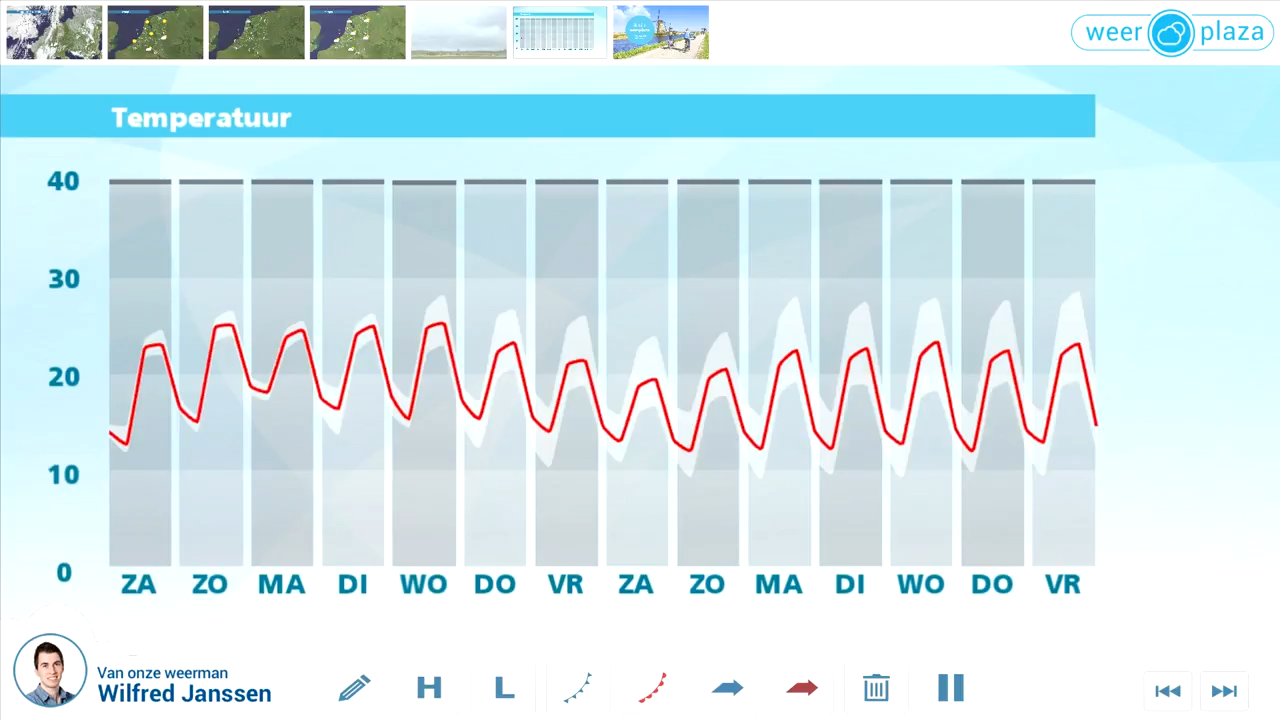 weer plaza
Temperatuur
40
30
20
10
0
ZA ZO MA DI WO DO VR ZA ZO MA DI WO DO VR
Van onze weerman
Wilfred Janssen
H L